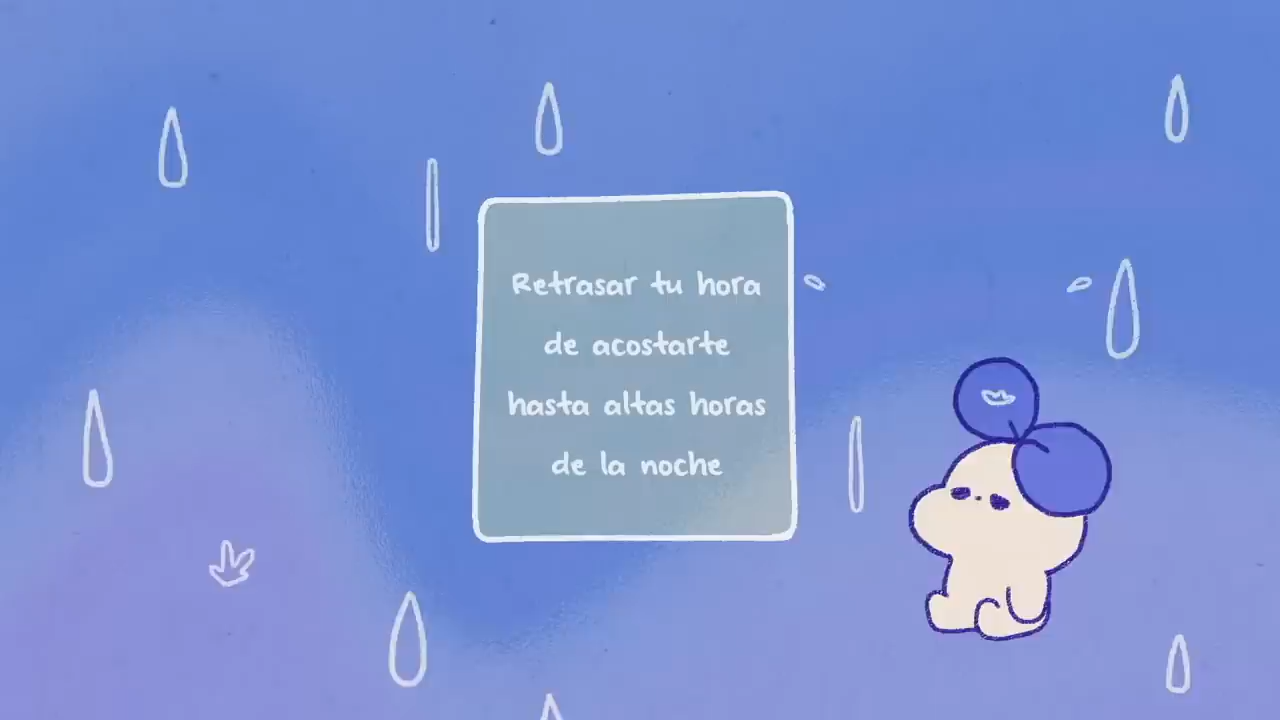 Retrasar tu hora
de acostarte
hasta altas horas
de la noche